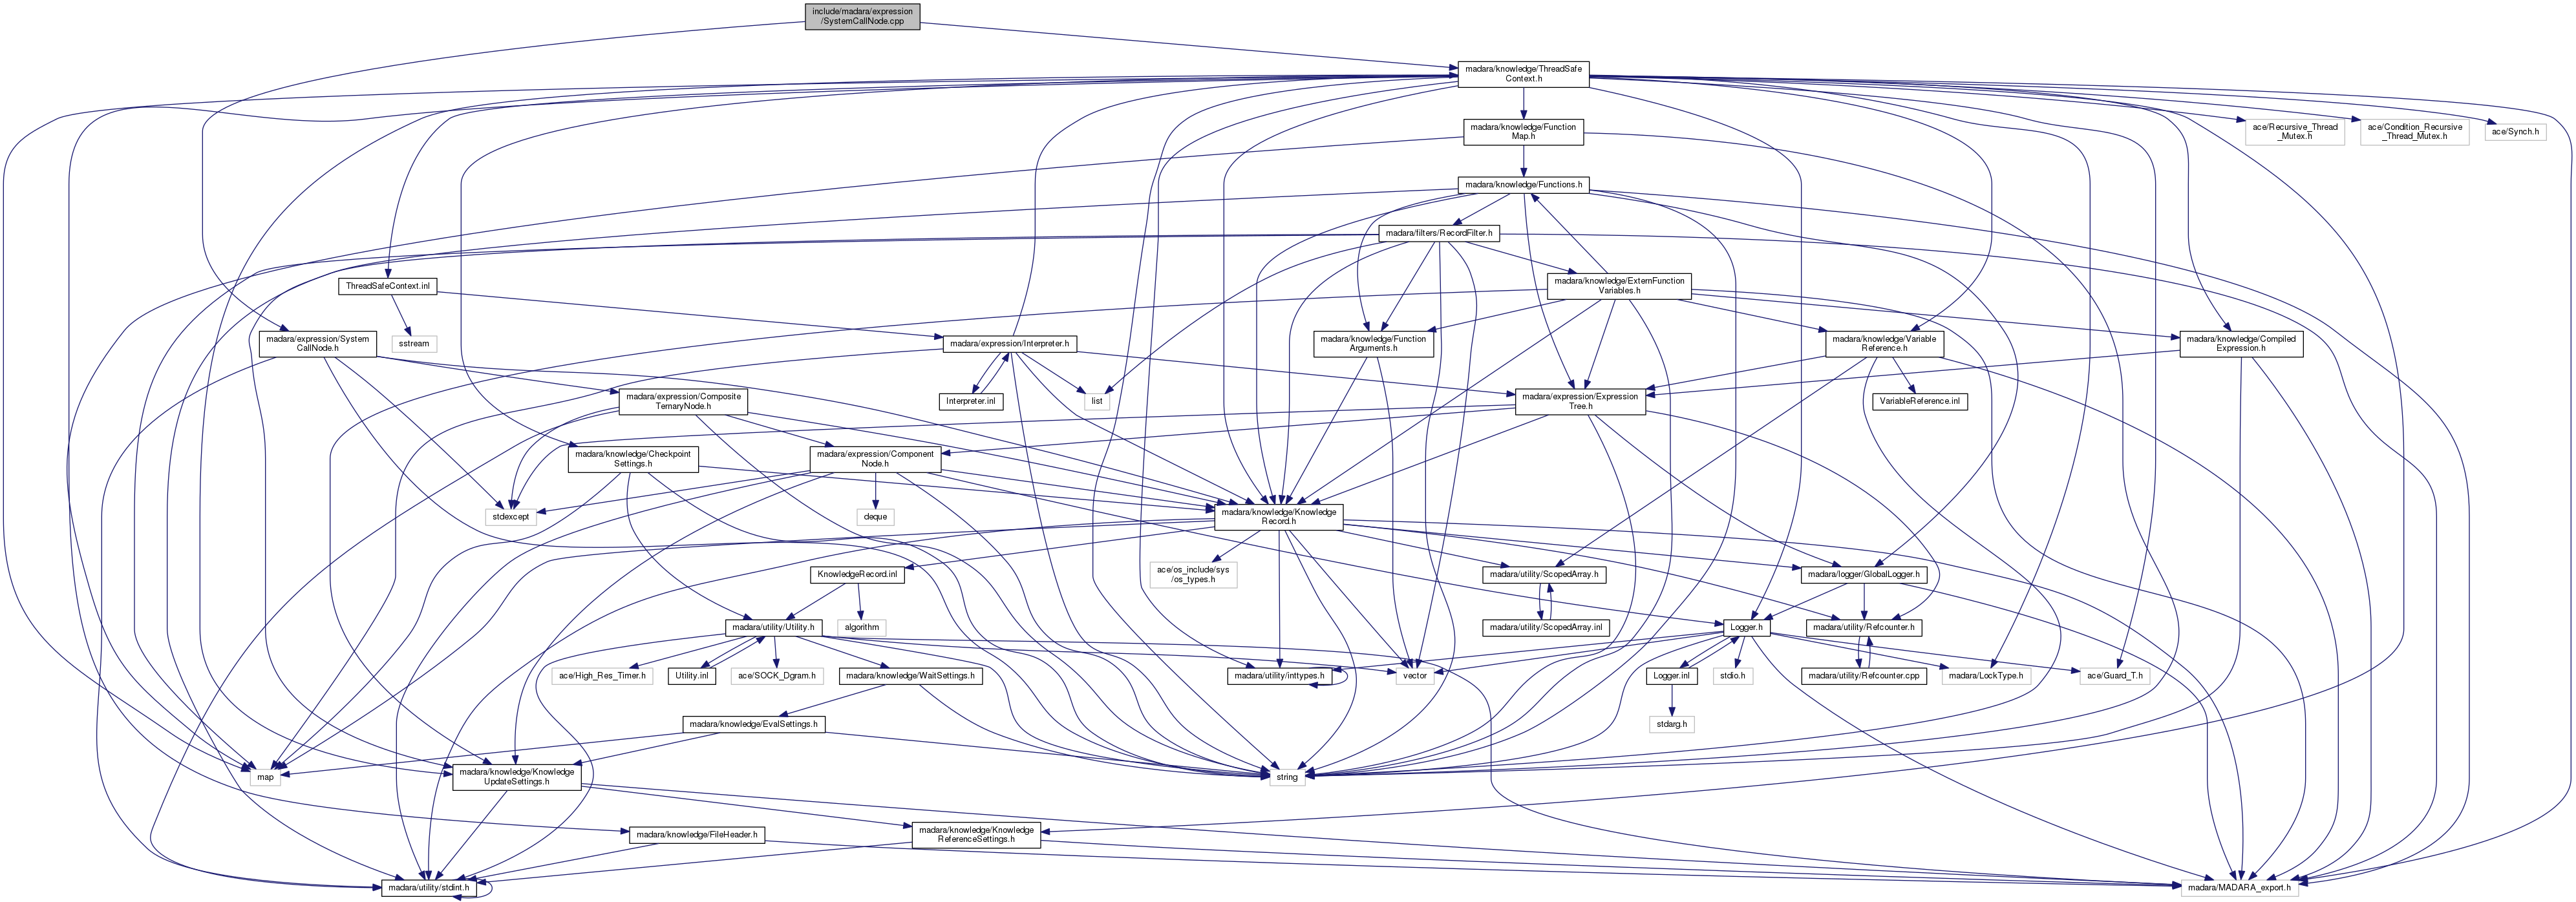 include/madara/expression
/SystemCallNode.cpp
madara/knowledge/ThreadSafe
Context.h
madara/knowledge/Function
Map.h
ace/Recursive_Thread
_Mutex.h
ace/Condition_Recursive
_Thread_Mutex.h
ace/Synch.h
madara/knowledge/Functions.h
madara/filters/RecordFilter.h
ThreadSafeContext.inl
madara/knowledge/ExternFunction
Variables.h
madara/expression/System
CallNode.h
sstream
madara/expression/Interpreter.h
madara/knowledge/Function
Arguments.h
madara/knowledge/Variable
Reference.h
madara/knowledge/Compiled
Expression.h
madara/expression/Composite
TernaryNode.h
Interpreter.inl
list
madara/expression/Expression
Tree.h
VariableReference.inl
madara/knowledge/Checkpoint
Settings.h
madara/expression/Component
Node.h
stdexcept
deque
madara/knowledge/Knowledge
Record.h
KnowledgeRecord.inl
ace/os_include/sys
/os_types.h
madara/utility/ScopedArray.h
madara/logger/GlobalLogger.h
madara/utility/Utility.h
algorithm
madara/utility/ScopedArray.inl
Logger.h
madara/utility/Refcounter.h
ace/High_Res_Timer.h
Utility.inl
ace/SOCK_Dgram.h
madara/knowledge/WaitSettings.h
madara/utility/inttypes.h
vector
Logger.inl
stdio.h
madara/utility/Refcounter.cpp
madara/LockType.h
ace/Guard_T.h
madara/knowledge/EvalSettings.h
stdarg.h
map
madara/knowledge/Knowledge
UpdateSettings.h
string
madara/knowledge/FileHeader.h
madara/knowledge/Knowledge
ReferenceSettings.h
madara/utility/stdint.h
madara/MADARA_export.h